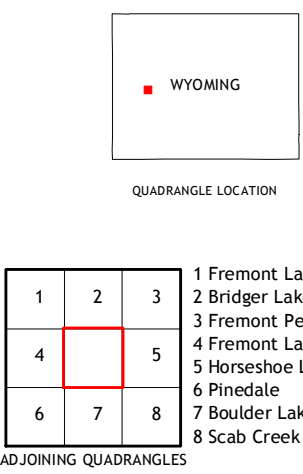 WYOMING
QUADRANGLE LOCATION
1 2 3
4 5
6 7 8
1 Fremont La
2 Bridger Lak
3 Fremont Pe
4 Fremont La
5 Horseshoe L
6 Pinedale
7 Boulder Lak
8 Scab Creek
ADJOINING QUADRANGLES